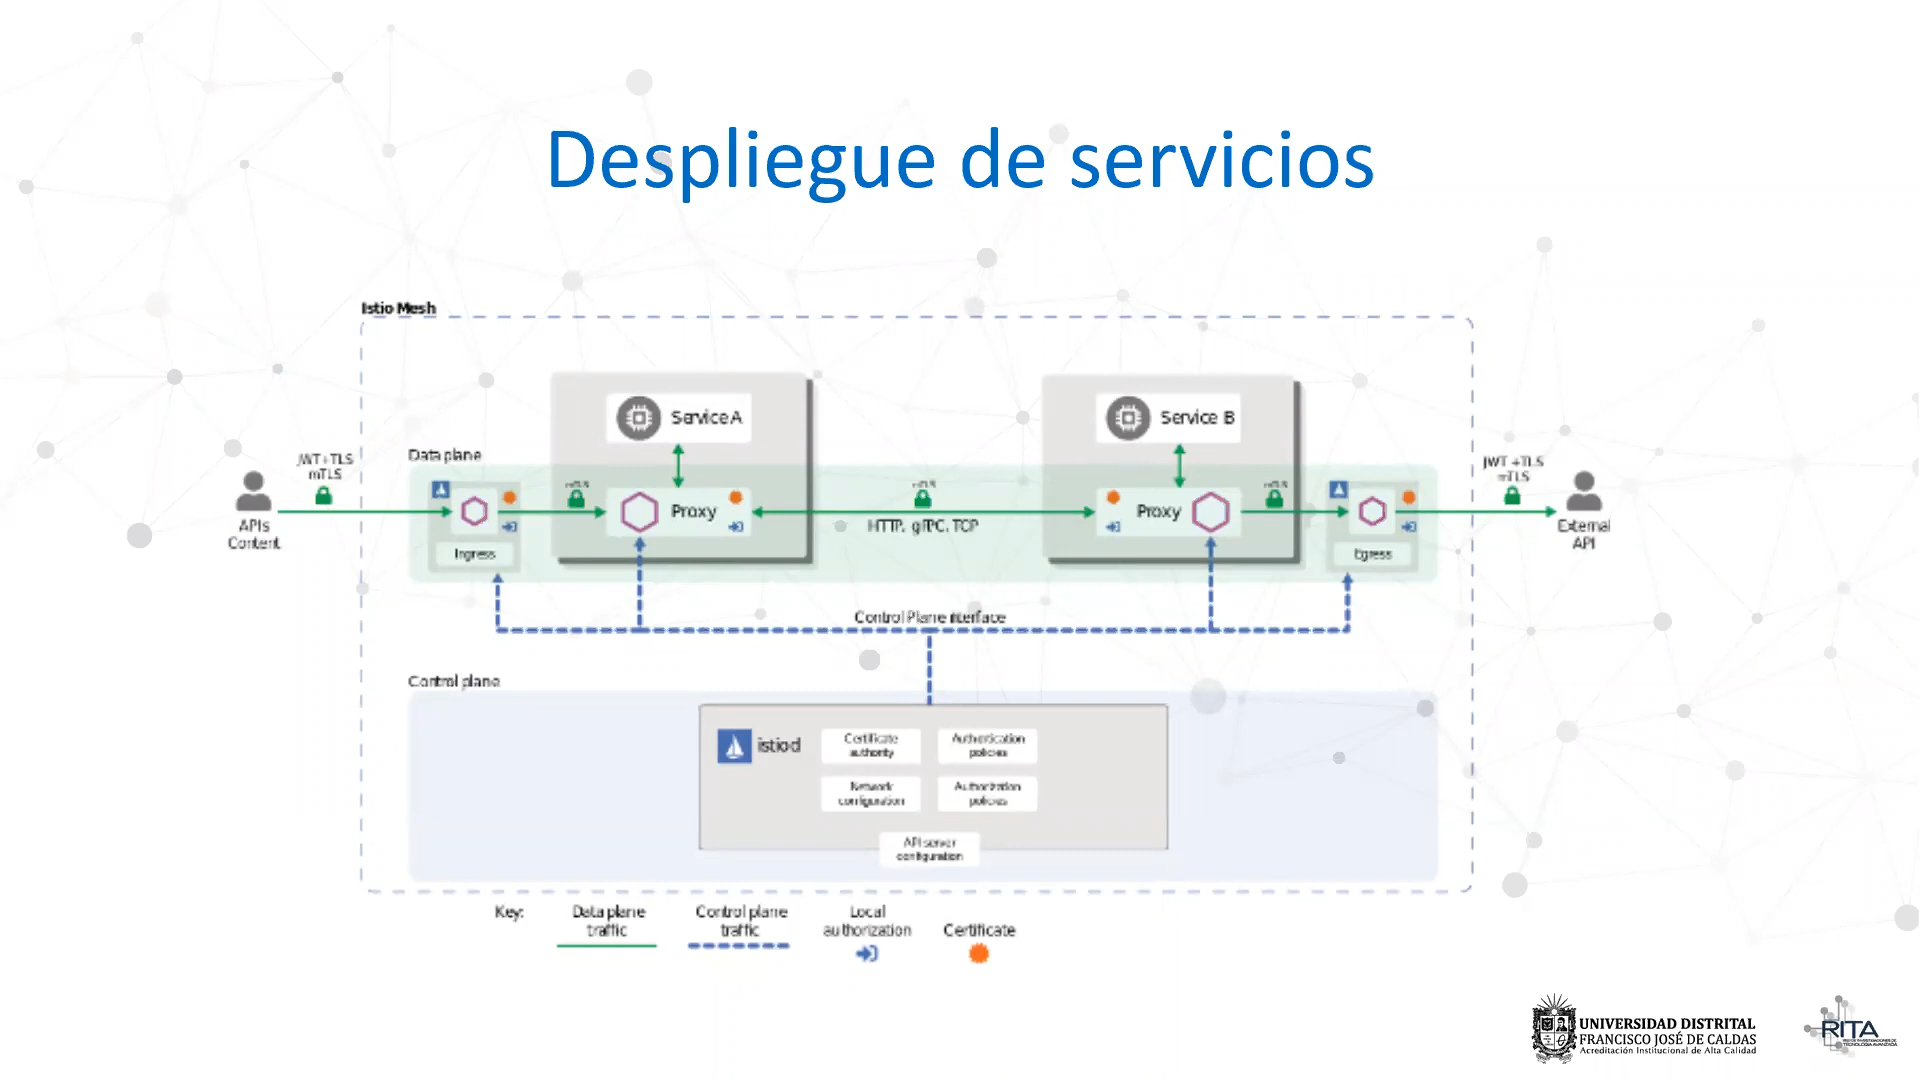 Despliegue de servicios
Istio Mesh
Service A
Service B
Data plane
JWT+TLS
mTLS
JWT +TLS
mTLS
mTLS
mTLS
mTLS
Proxy
Proxy
HTTP, gRPC, TCP
APIs
Content
External
API
Ingress
Egress
Control Plane interface
Control plane
istiod
Certificate
authority
Authentication
policies
Network
configuration
Authorization
policies
API server
configuration
Key:
Data plane
traffic
Control plane
traffic
Local
authorization
Certificate
UNIVERSIDAD DISTRITAL
FRANCISCO JOSÉ DE CALDAS
Acreditación Institucional de Alta Calidad
RITA